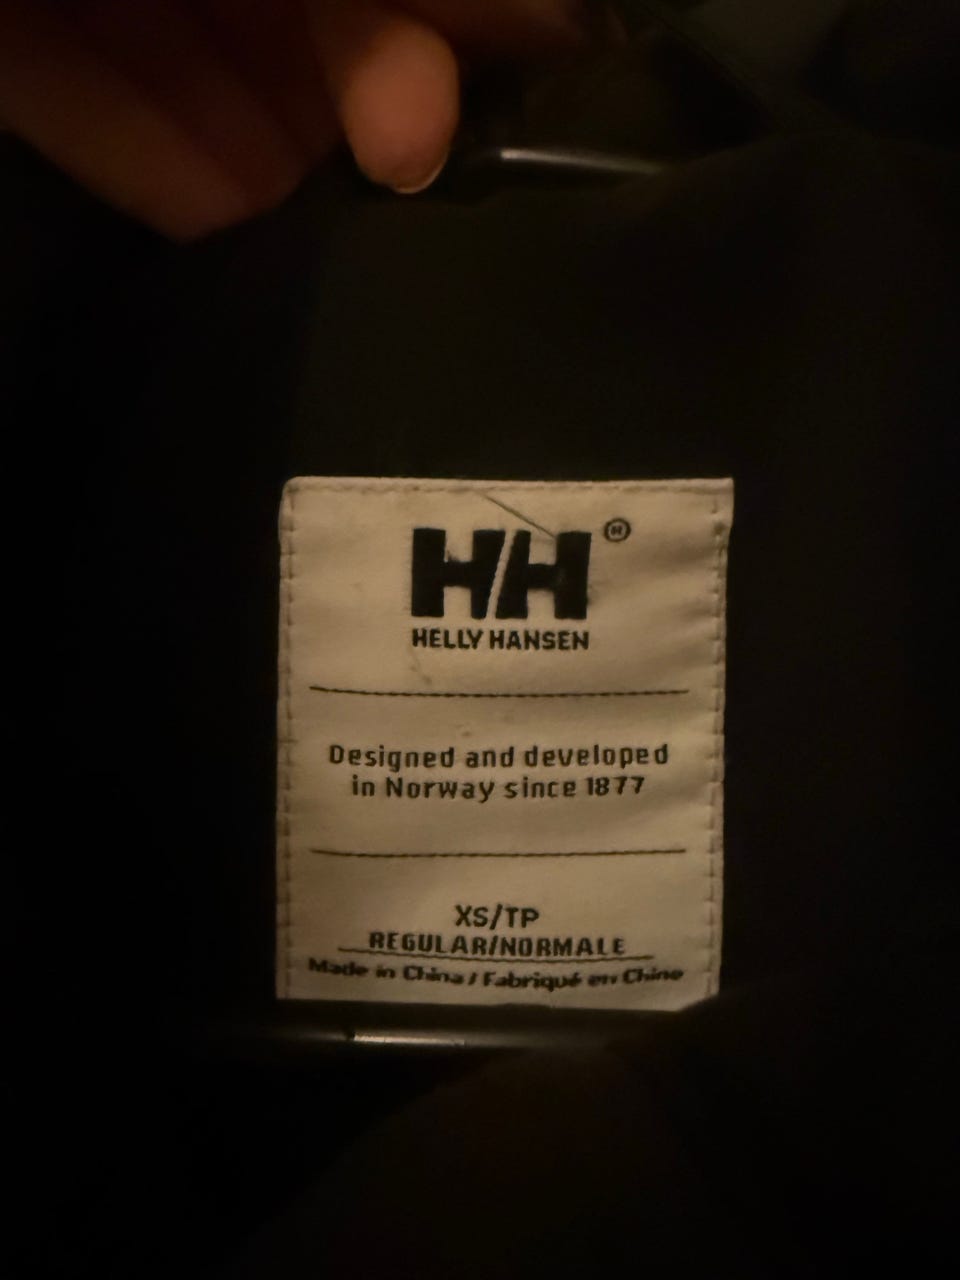 HH®
HELLY HANSEN
Designed and developed
in Norway since 1877
XS/TP
REGULAR/NORMALE
Made in China / Fabriqué en Chine